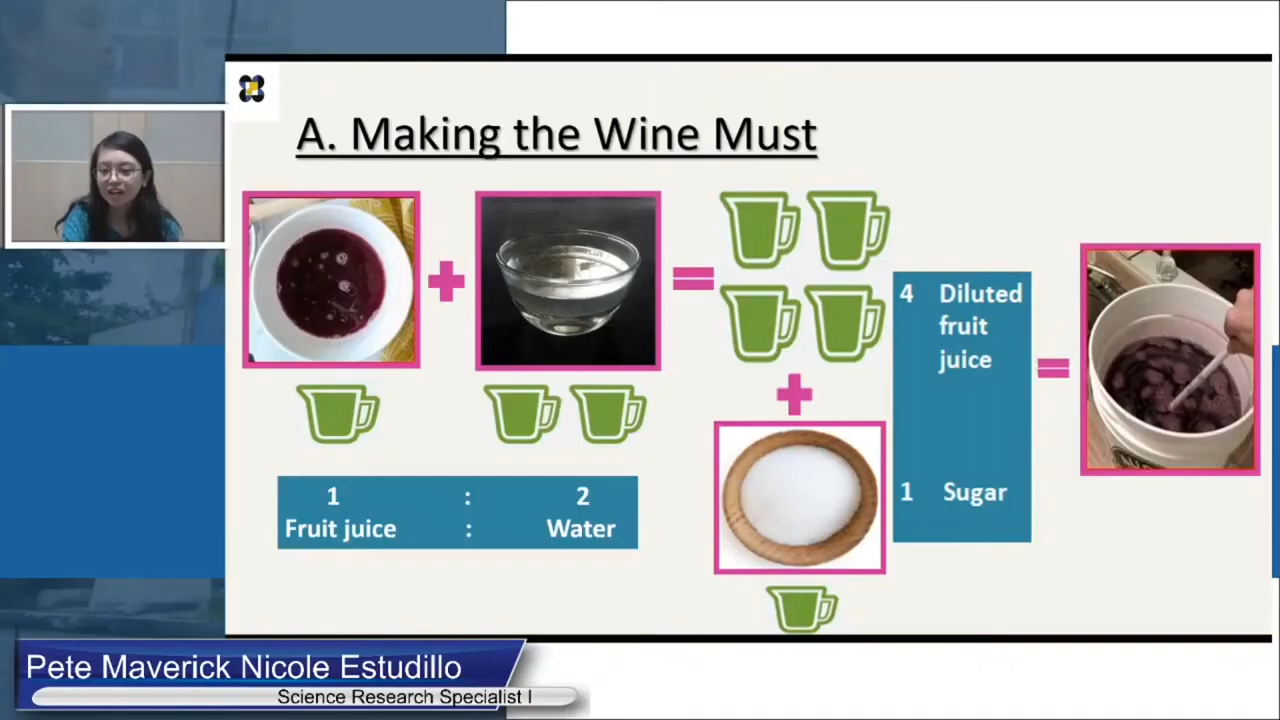 A. Making the Wine Must
1 : 2
Fruit juice : Water
4 Diluted
fruit
juice
1 Sugar
Pete Maverick Nicole Estudillo
Science Research Specialist I